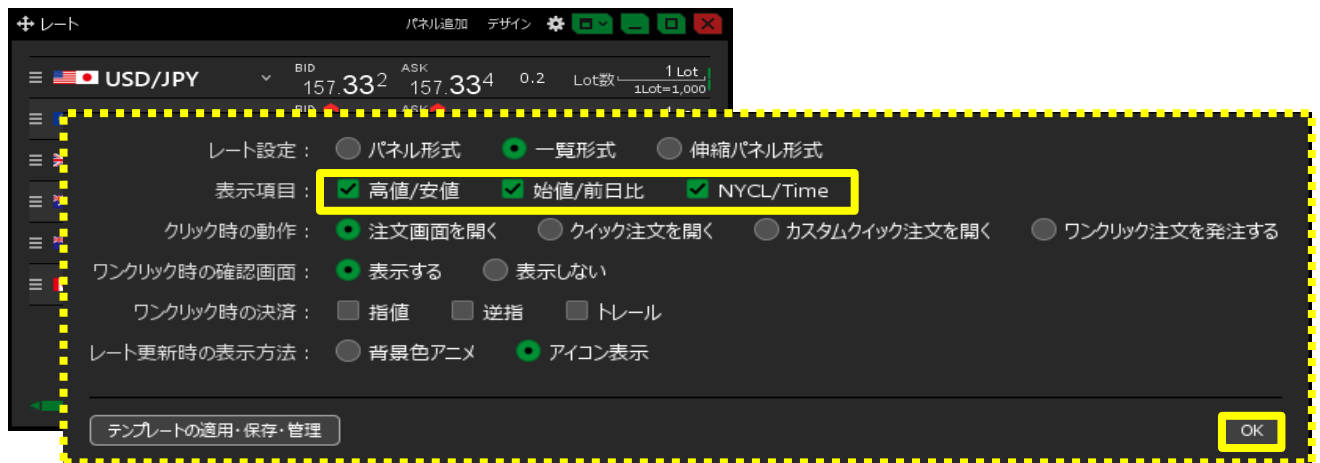 レート パネル追加 デザイン
USD/JPY BID 157.332 ASK 157.334 0.2 Lot数 1 Lot
1Lot=1,000
レート設定： パネル形式 一覧形式 伸縮パネル形式
表示項目： 高値/安値 始値/前日比 NYCL/Time
クリック時の動作： 注文画面を開く クイック注文を開く カスタムクイック注文を開く ワンクリック注文を発注する
ワンクリック時の確認画面： 表示する 表示しない
ワンクリック時の決済： 指値 逆指 トレール
レート更新時の表示方法： 背景色アニメ アイコン表示
テンプレートの適用・保存・管理 OK